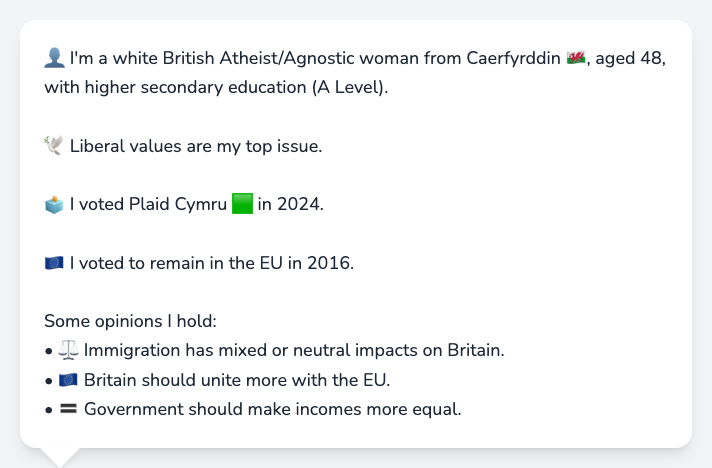 👤 I'm a white British Atheist/Agnostic woman from Caerfyrddin 🏴󠁧󠁢󠁷󠁬󠁳󠁿, aged 48,
with higher secondary education (A Level).
🕊️ Liberal values are my top issue.
🗳️ I voted Plaid Cymru 🟩 in 2024.
🇪🇺 I voted to remain in the EU in 2016.
Some opinions I hold:
• ⚖️ Immigration has mixed or neutral impacts on Britain.
• 🇪🇺 Britain should unite more with the EU.
• 🟰 Government should make incomes more equal.